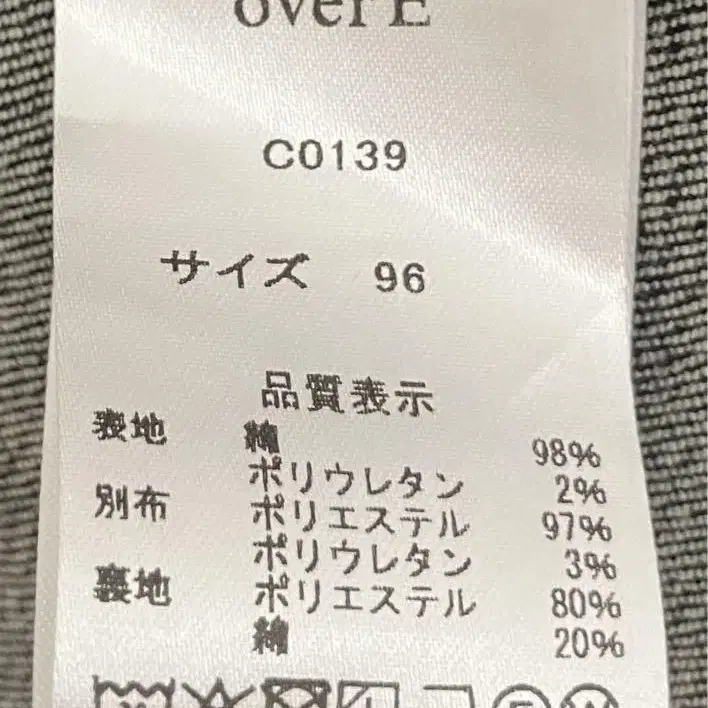 overE
C0139
サイズ 96
品質表示
表地 綿 98%
ポリウレタン 2%
別布 ポリエステル 97%
ポリウレタン 3%
裏地 ポリエステル 80%
綿 20%